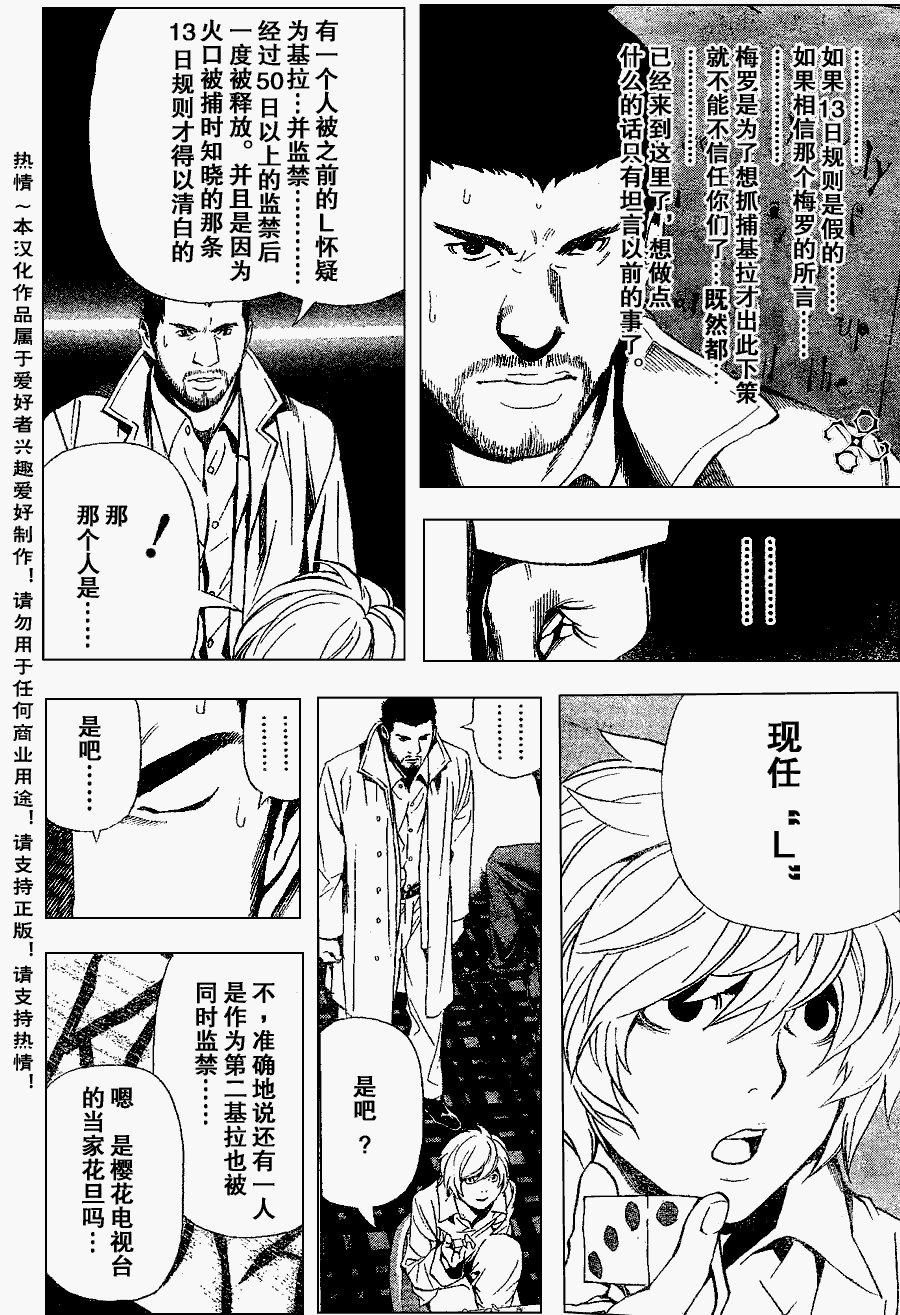 …………
如果13日规则是假的……
如果相信那个梅罗的所言……
…………
梅罗是为了想抓捕基拉才出此下策
就不能不信任你们了…既然都…
…………
已经来到这里了,想做点
什么的话只有坦言以前的事了。
有一个人被之前的L怀疑
为基拉…并监禁…………
经过50日以上的监禁后
一度被释放。并且是因为
火口被捕时知晓的那条
13日规则才得以清白的
!
那
那个人是……
…………
…………
现任“L”
…………
…………
是吧?
…………
…………
是吧……
不,准确地说还有一人
是作为第二基拉也被
同时监禁……
嗯 是樱花电视台
的当家花旦吗…
热情~本汉化作品属于爱好者兴趣爱好制作!请勿用于任何商业用途!请支持正版!请支持热情!